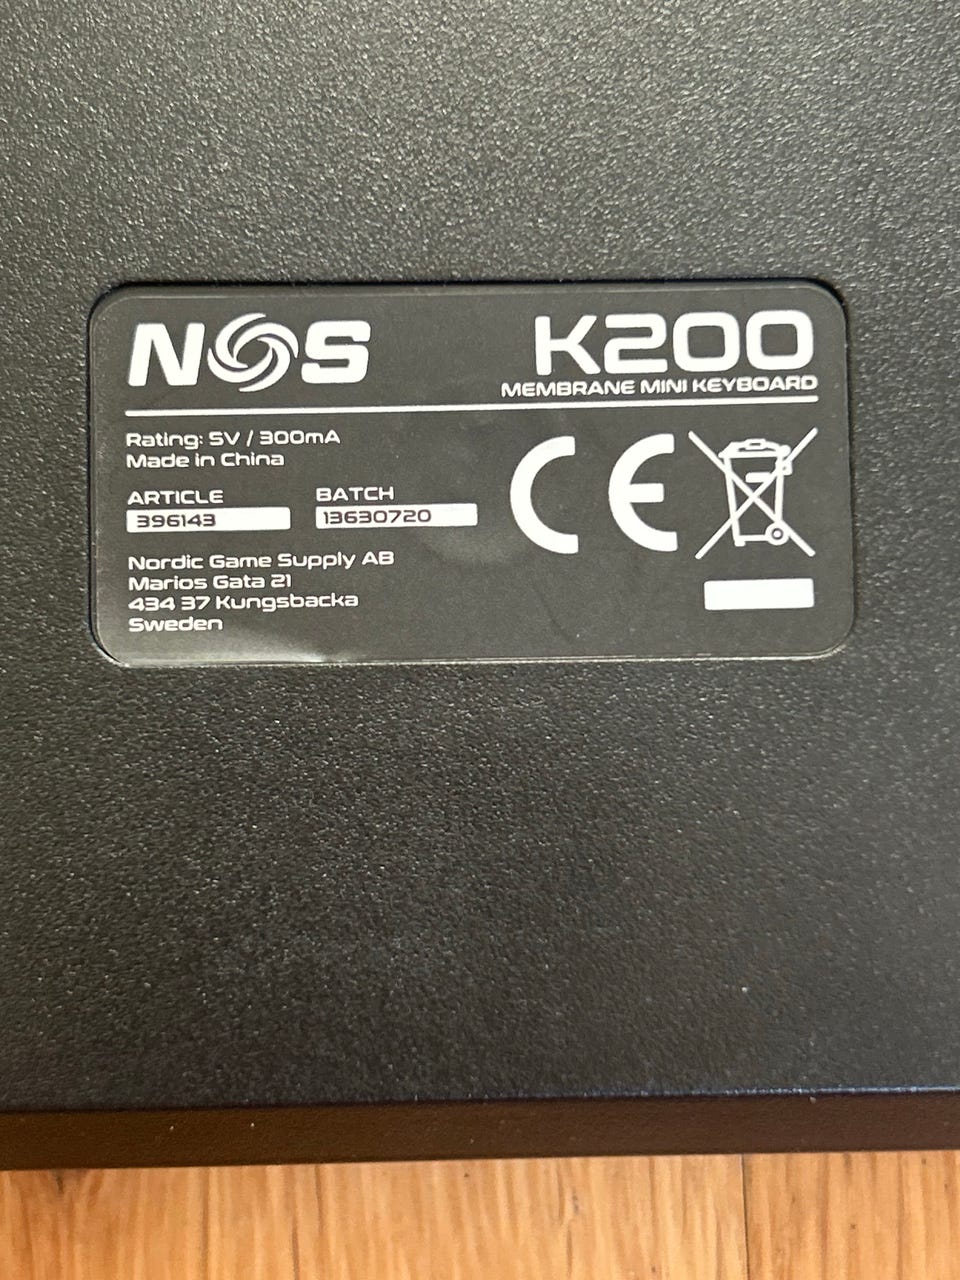 NOS
K200
MEMBRANE MINI KEYBOARD
Rating: 5V / 300mA
Made in China
ARTICLE
396143
BATCH
13630720
Nordic Game Supply AB
Marios Gata 21
434 37 Kungsbacka
Sweden
CE